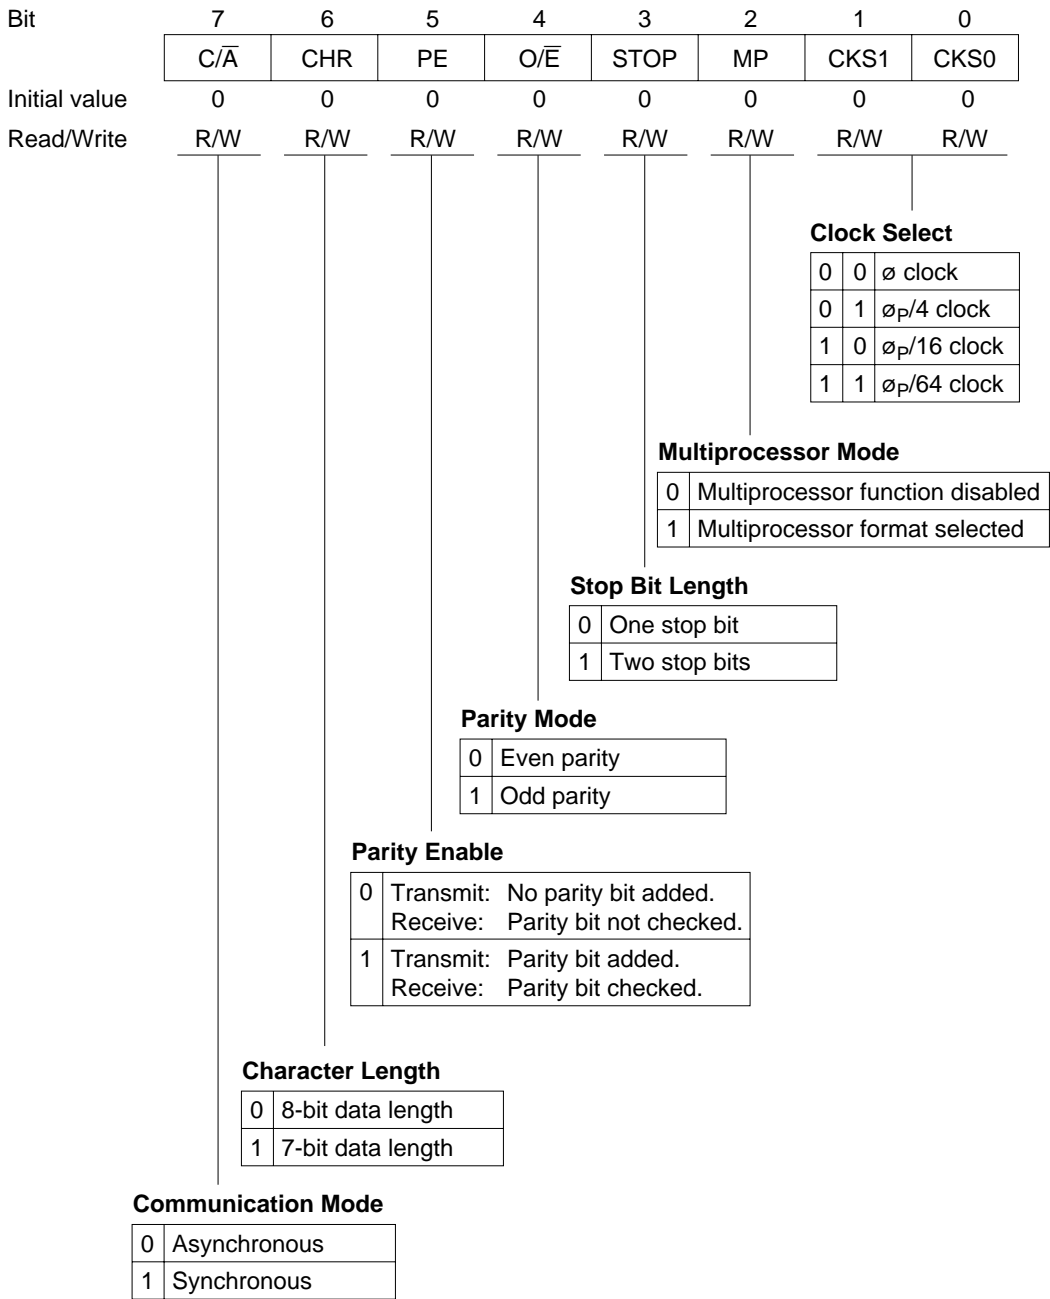 Bit 7 6 5 4 3 2 1 0
C/A̅ CHR PE O/E̅ STOP MP CKS1 CKS0
Initial value 0 0 0 0 0 0 0 0
Read/Write R/W R/W R/W R/W R/W R/W R/W R/W
Clock Select
0 0 ø clock
0 1 øP/4 clock
1 0 øP/16 clock
1 1 øP/64 clock
Multiprocessor Mode
0 Multiprocessor function disabled
1 Multiprocessor format selected
Stop Bit Length
0 One stop bit
1 Two stop bits
Parity Mode
0 Even parity
1 Odd parity
Parity Enable
0 Transmit: No parity bit added.
Receive: Parity bit not checked.
1 Transmit: Parity bit added.
Receive: Parity bit checked.
Character Length
0 8-bit data length
1 7-bit data length
Communication Mode
0 Asynchronous
1 Synchronous